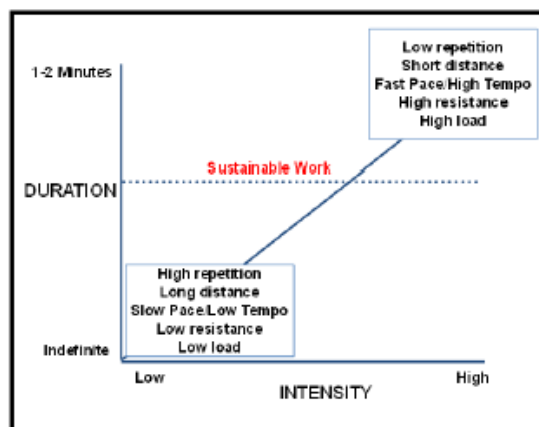 Low repetition
Short distance
Fast Pace/High Tempo
High resistance
High load
1-2 Minutes
Sustainable Work
DURATION
High repetition
Long distance
Slow Pace/Low Tempo
Low resistance
Low load
Indefinite
Low
INTENSITY
High